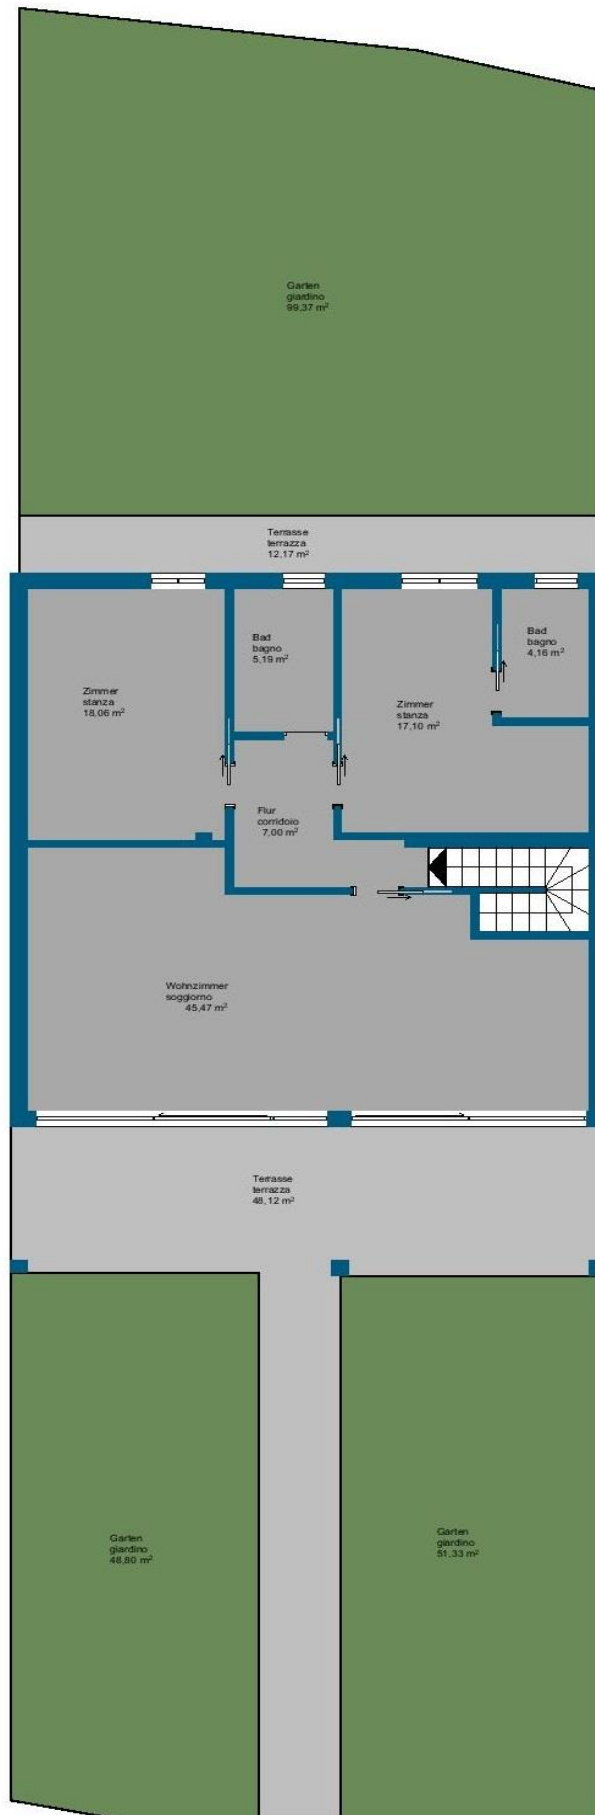 Garten
giardino
99,37 m²
Terrasse
terrazza
12,17 m²
Bad
bagno
5,19 m²
Bad
bagno
4,16 m²
Zimmer
stanza
18,06 m²
Zimmer
stanza
17,10 m²
Flur
corridoio
7,00 m²
Wohnzimmer
soggiorno
45,47 m²
Terrasse
terrazza
48,12 m²
Garten
giardino
48,80 m²
Garten
giardino
51,33 m²